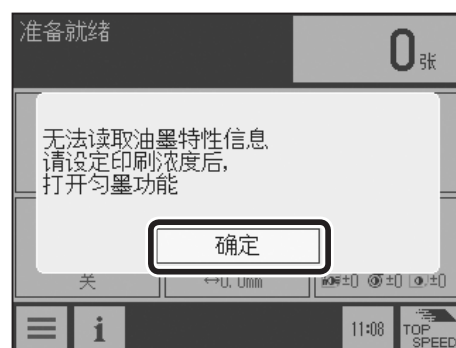 准备就绪
0张
无法读取油墨特性信息
请设定印刷浓度后,
打开匀墨功能
确定
关
↔0.0mm
±0 ±0 ±0
i
11:08
TOP
SPEED